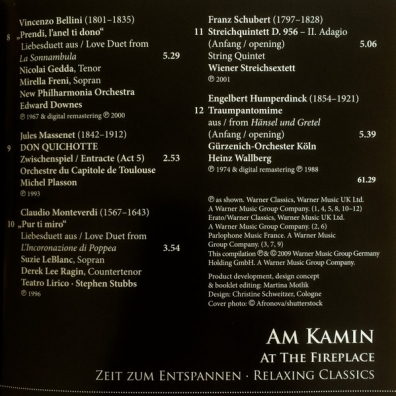 Vincenzo Bellini (1801–1835)
8 „Prendi, l'anel ti dono"
Liebesduett aus / Love Duet from
La Sonnambula 5.29
Nicolai Gedda, Tenor
Mirella Freni, Sopran
New Philharmonia Orchestra
Edward Downes
℗ 1967 & digital remastering ℗ 2000
Jules Massenet (1842–1912)
9 DON QUICHOTTE
Zwischenspiel / Entracte (Act 5) 2.53
Orchestre du Capitole de Toulouse
Michel Plasson
℗ 1993
Claudio Monteverdi (1567–1643)
10 „Pur ti miro"
Liebesduett aus / Love Duet from
L'Incoronazione di Poppea 3.54
Suzie LeBlanc, Sopran
Derek Lee Ragin, Countertenor
Teatro Lirico · Stephen Stubbs
℗ 1996
Franz Schubert (1797–1828)
11 Streichquintett D. 956 – II. Adagio
(Anfang / opening) 5.06
String Quintet
Wiener Streichsextett
℗ 2001
Engelbert Humperdinck (1854–1921)
12 Traumpantomime
aus / from Hänsel und Gretel
(Anfang / opening) 5.39
Gürzenich-Orchester Köln
Heinz Wallberg
℗ 1974 & digital remastering ℗ 1988
61.29
℗ as shown. Warner Classics, Warner Music UK Ltd.
A Warner Music Group Company. (1, 4, 5, 8, 10–12)
Erato/Warner Classics, Warner Music UK Ltd.
A Warner Music Group Company. (2, 6)
Parlophone Music France. A Warner Music
Group Company. (3, 7, 9)
This compilation ℗ & © 2009 Warner Music Group Germany
Holding GmbH. A Warner Music Group Company.
Product development, design concept
& booklet editing: Martina Motlik
Design: Christine Schweitzer, Cologne
Cover photo: © Afronova/shutterstock
AM KAMIN
AT THE FIREPLACE
ZEIT ZUM ENTSPANNEN · RELAXING CLASSICS